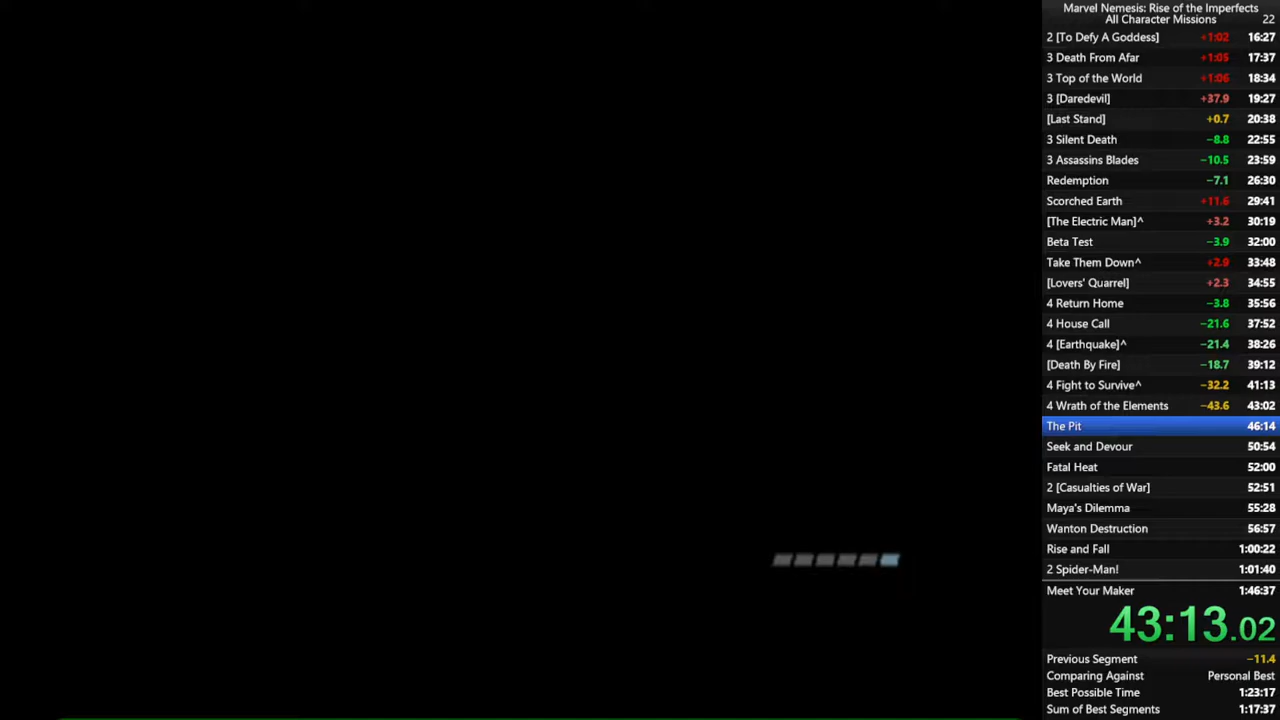 Marvel Nemesis: Rise of the Imperfects
All Character Missions 22
2 [To Defy A Goddess] +1:02 16:27
3 Death From Afar +1:05 17:37
3 Top of the World +1:06 18:34
3 [Daredevil] +37.9 19:27
[Last Stand] +0.7 20:38
3 Silent Death −8.8 22:55
3 Assassins Blades −10.5 23:59
Redemption −7.1 26:30
Scorched Earth +11.6 29:41
[The Electric Man]^ +3.2 30:19
Beta Test −3.9 32:00
Take Them Down^ +2.9 33:48
[Lovers' Quarrel] +2.3 34:55
4 Return Home −3.8 35:56
4 House Call −21.6 37:52
4 [Earthquake]^ −21.4 38:26
[Death By Fire] −18.7 39:12
4 Fight to Survive^ −32.2 41:13
4 Wrath of the Elements −43.6 43:02
The Pit 46:14
Seek and Devour 50:54
Fatal Heat 52:00
2 [Casualties of War] 52:51
Maya's Dilemma 55:28
Wanton Destruction 56:57
Rise and Fall 1:00:22
2 Spider-Man! 1:01:40
Meet Your Maker 1:46:37
43:13.02
Previous Segment −11.4
Comparing Against Personal Best
Best Possible Time 1:23:17
Sum of Best Segments 1:17:37